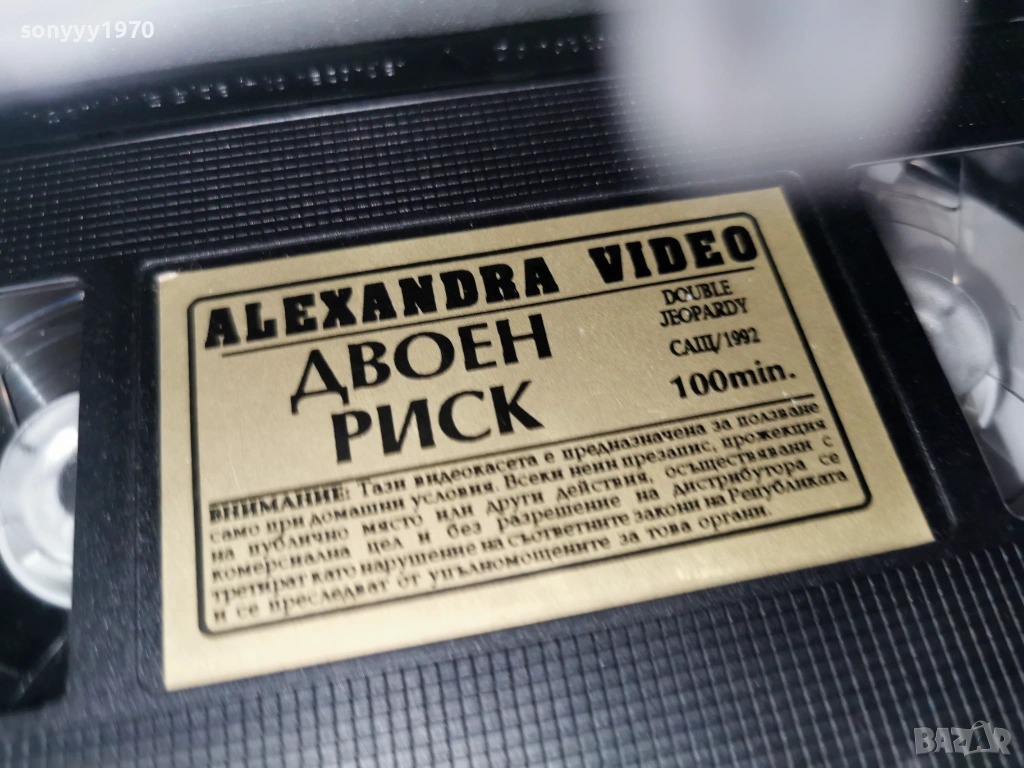 sonyyy1970
ALEXANDRA VIDEO
ДВОЕН
РИСК
DOUBLE
JEOPARDY
САЩ/1992
100min.
ВНИМАНИЕ: Тази видеокасета е предназначена за ползване
само при домашни условия. Всеки неин презапис, прожекция
на публично място или други действия, осъществявани с
комерсиална цел и без разрешение на дистрибутора се
третират като нарушение на съответните закони на Републиката
и се преследват от упълномощените за това органи.
BAZAR